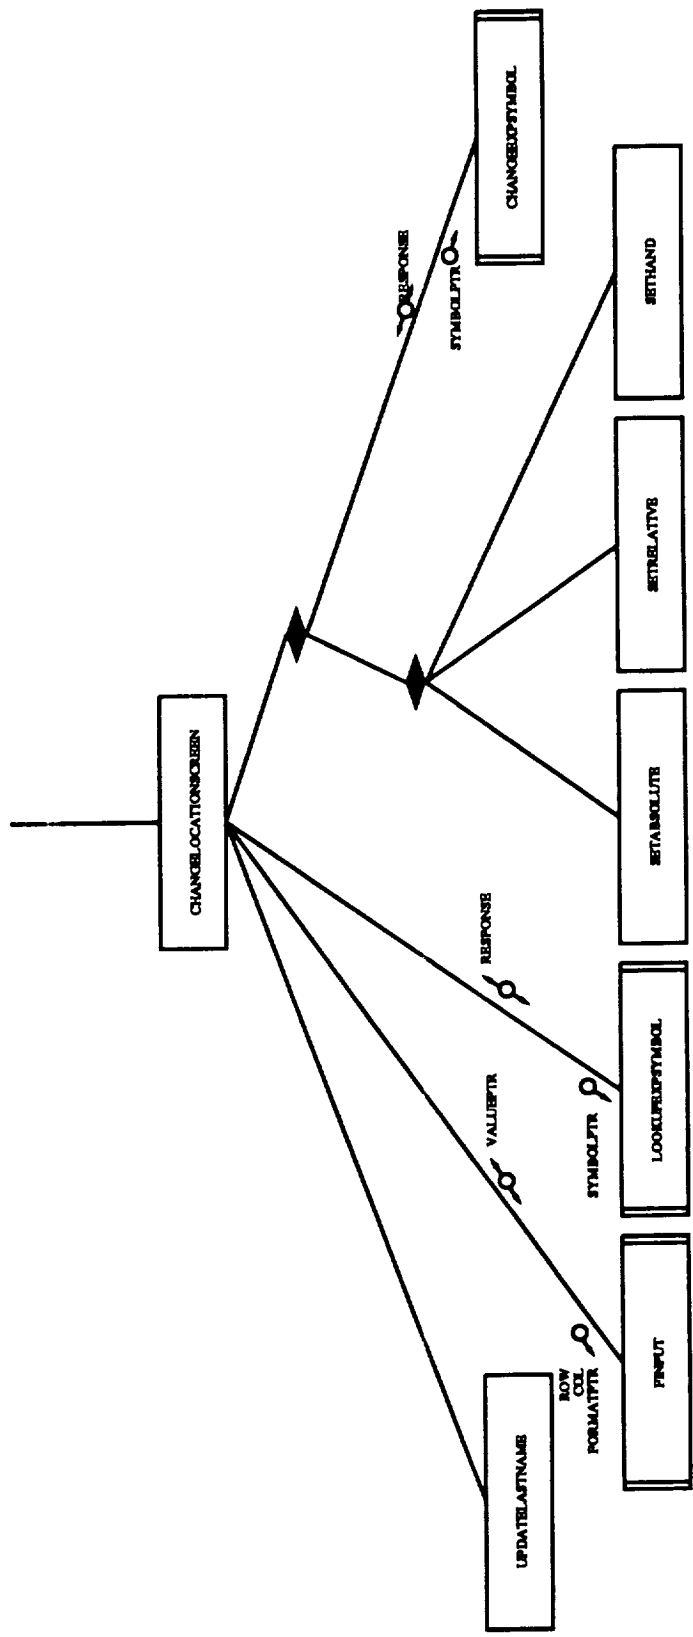 CHANGELOCATIONSCREEN
RESPONSE
SYMBOLPTR
CHANGEEXPSYMBOL
VALUEPTR
RESPONSE
ROW
COL
FORMATPTR
SYMBOLPTR
UPDATELASTNAME
FINPUT
LOOKUPEXPSYMBOL
SETABSOLUTE
SETRELATIVE
SETHAND